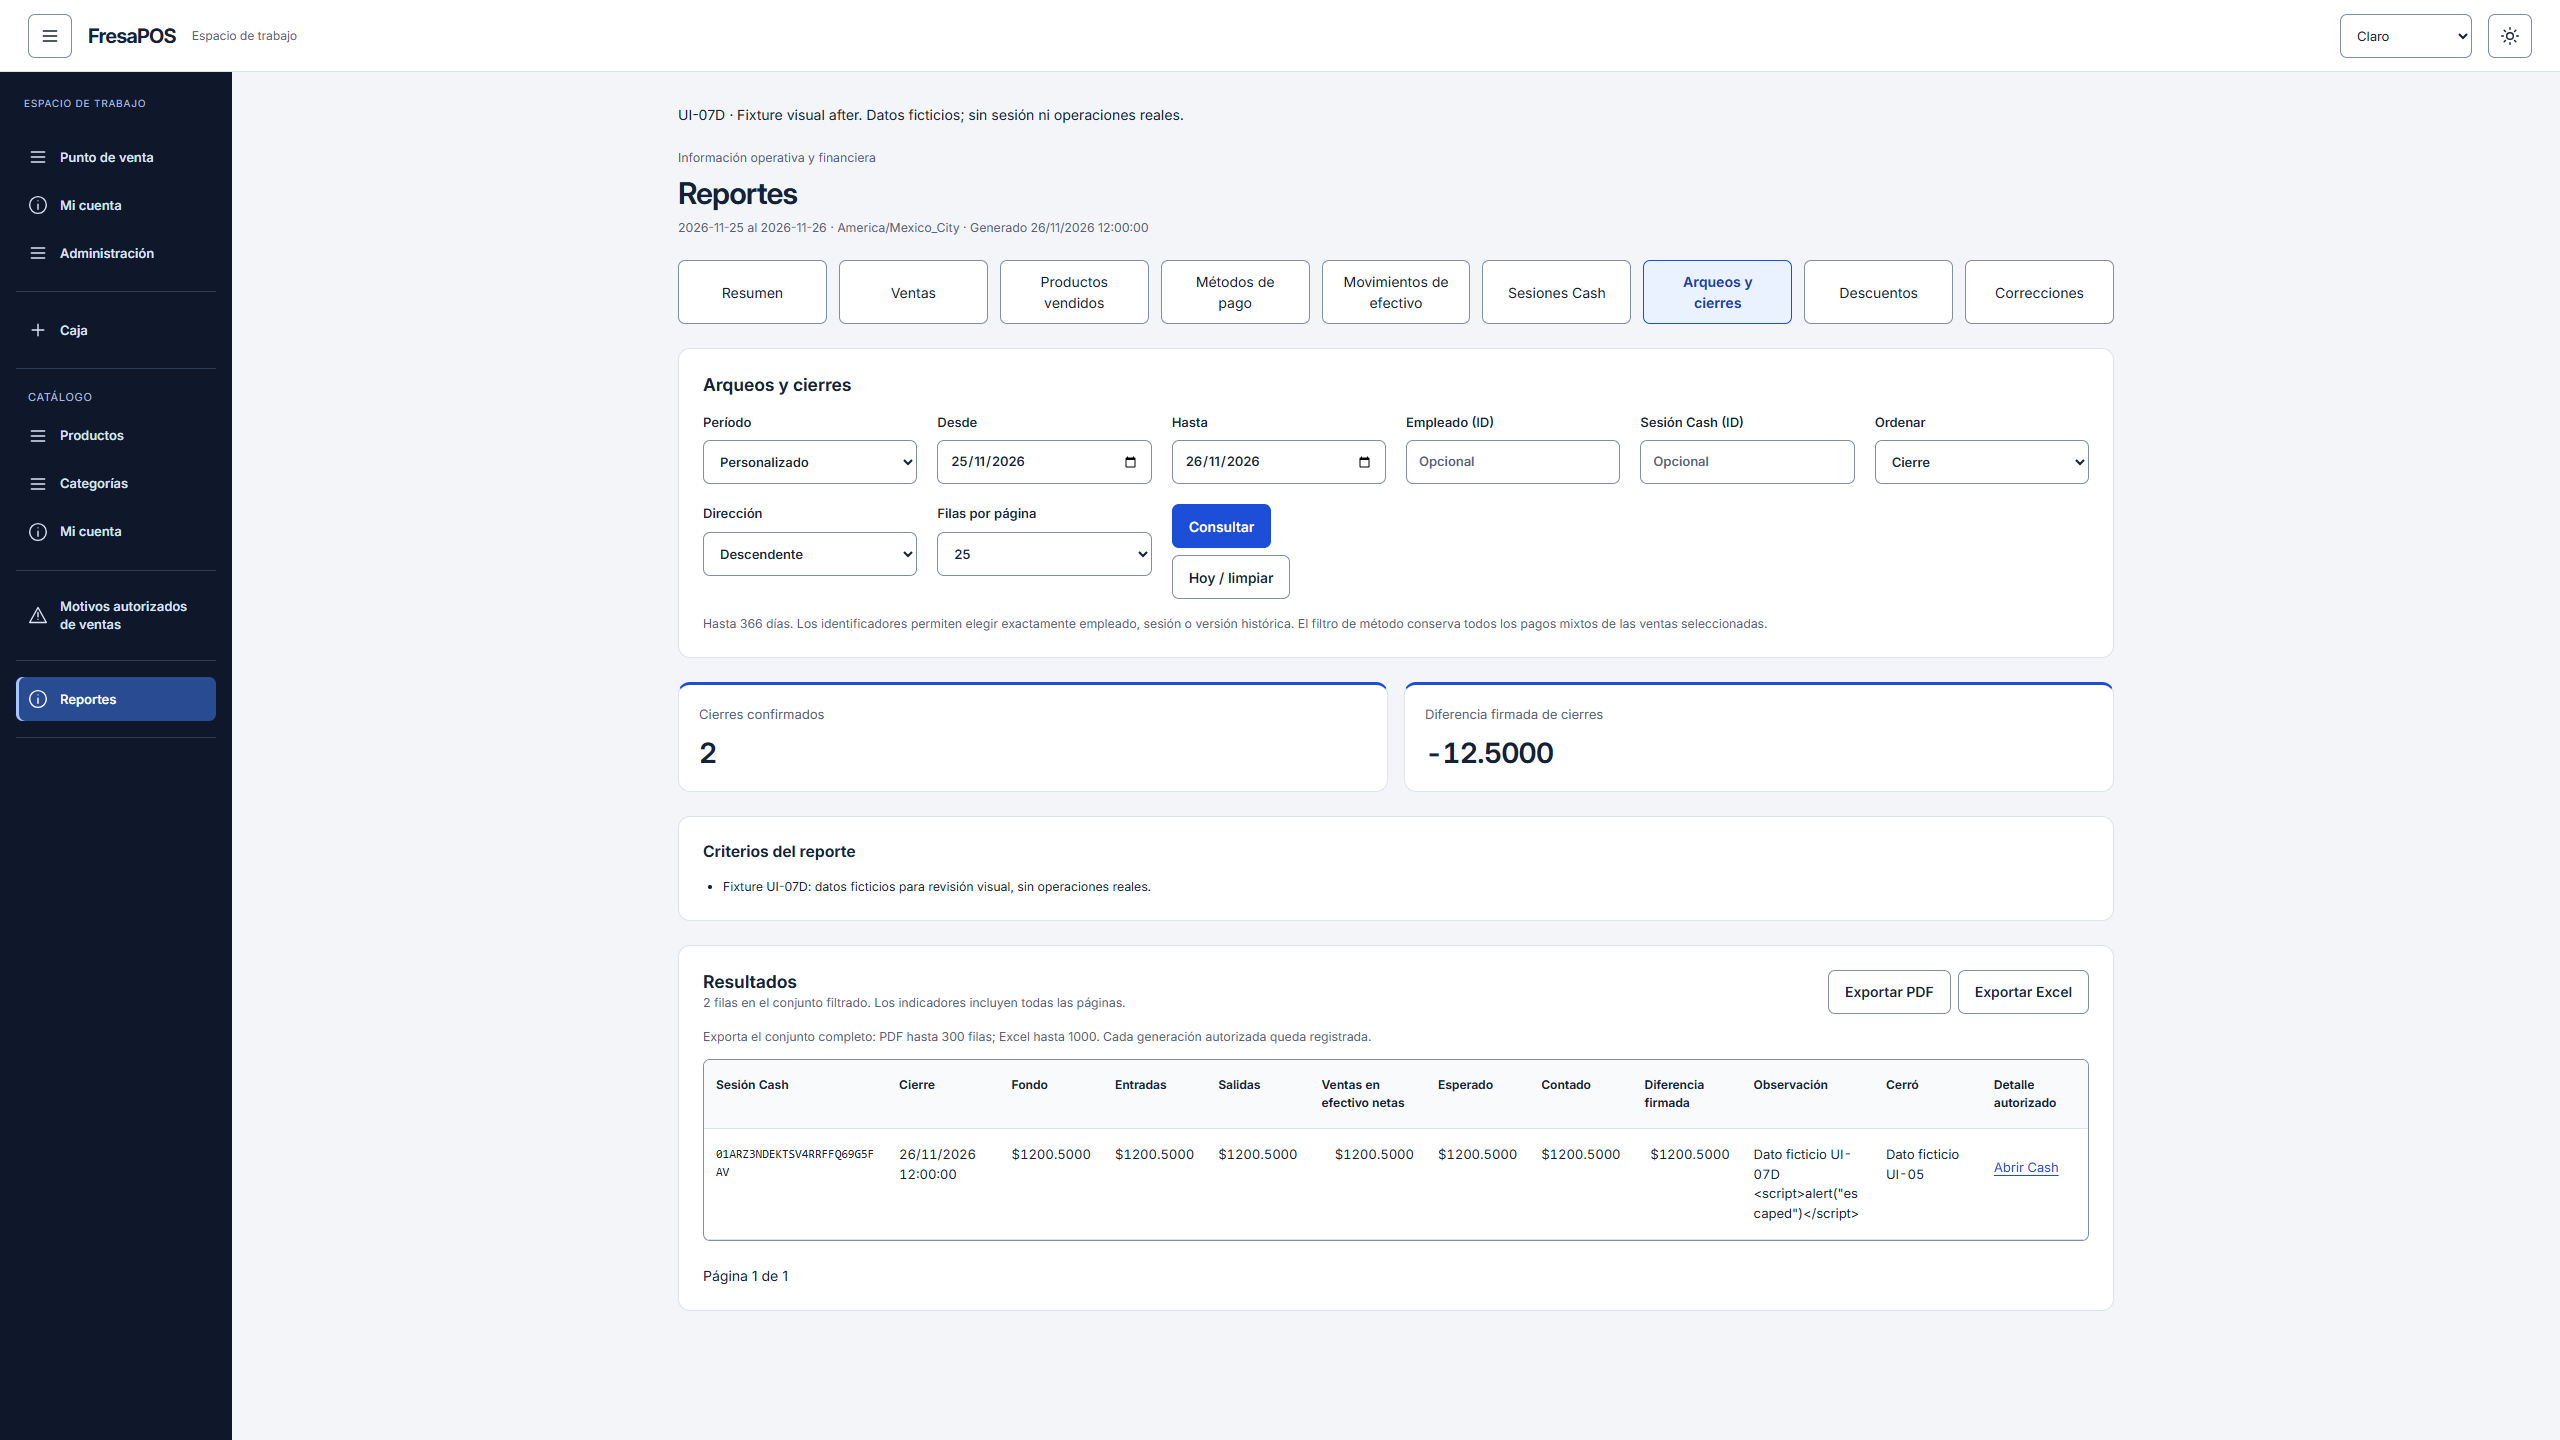 FresaPOS
Espacio de trabajo
Claro
ESPACIO DE TRABAJO
Punto de venta
Mi cuenta
Administración
Caja
CATÁLOGO
Productos
Categorías
Mi cuenta
Motivos autorizados
de ventas
Reportes
UI-07D · Fixture visual after. Datos ficticios; sin sesión ni operaciones reales.
Información operativa y financiera
Reportes
2026-11-25 al 2026-11-26 · America/Mexico_City · Generado 26/11/2026 12:00:00
Resumen
Ventas
Productos
vendidos
Métodos de
pago
Movimientos de
efectivo
Sesiones Cash
Arqueos y
cierres
Descuentos
Correcciones
Arqueos y cierres
Período
Desde
Hasta
Empleado (ID)
Sesión Cash (ID)
Ordenar
Personalizado
25/11/2026
26/11/2026
Opcional
Opcional
Cierre
Dirección
Filas por página
Descendente
25
Consultar
Hoy / limpiar
Hasta 366 días. Los identificadores permiten elegir exactamente empleado, sesión o versión histórica. El filtro de método conserva todos los pagos mixtos de las ventas seleccionadas.
Cierres confirmados
2
Diferencia firmada de cierres
-12.5000
Criterios del reporte
• Fixture UI-07D: datos ficticios para revisión visual, sin operaciones reales.
Resultados
2 filas en el conjunto filtrado. Los indicadores incluyen todas las páginas.
Exportar PDF
Exportar Excel
Exporta el conjunto completo: PDF hasta 300 filas; Excel hasta 1000. Cada generación autorizada queda registrada.
Sesión Cash
Cierre
Fondo
Entradas
Salidas
Ventas en
efectivo netas
Esperado
Contado
Diferencia
firmada
Observación
Cerró
Detalle
autorizado
01ARZ3NDEKTSV4RRFFQ69G5F
AV
26/11/2026
12:00:00
$1200.5000
$1200.5000
$1200.5000
$1200.5000
$1200.5000
$1200.5000
$1200.5000
Dato ficticio UI-
07D
<script>alert("es
caped")</script>
Dato ficticio
UI-05
Abrir Cash
Página 1 de 1